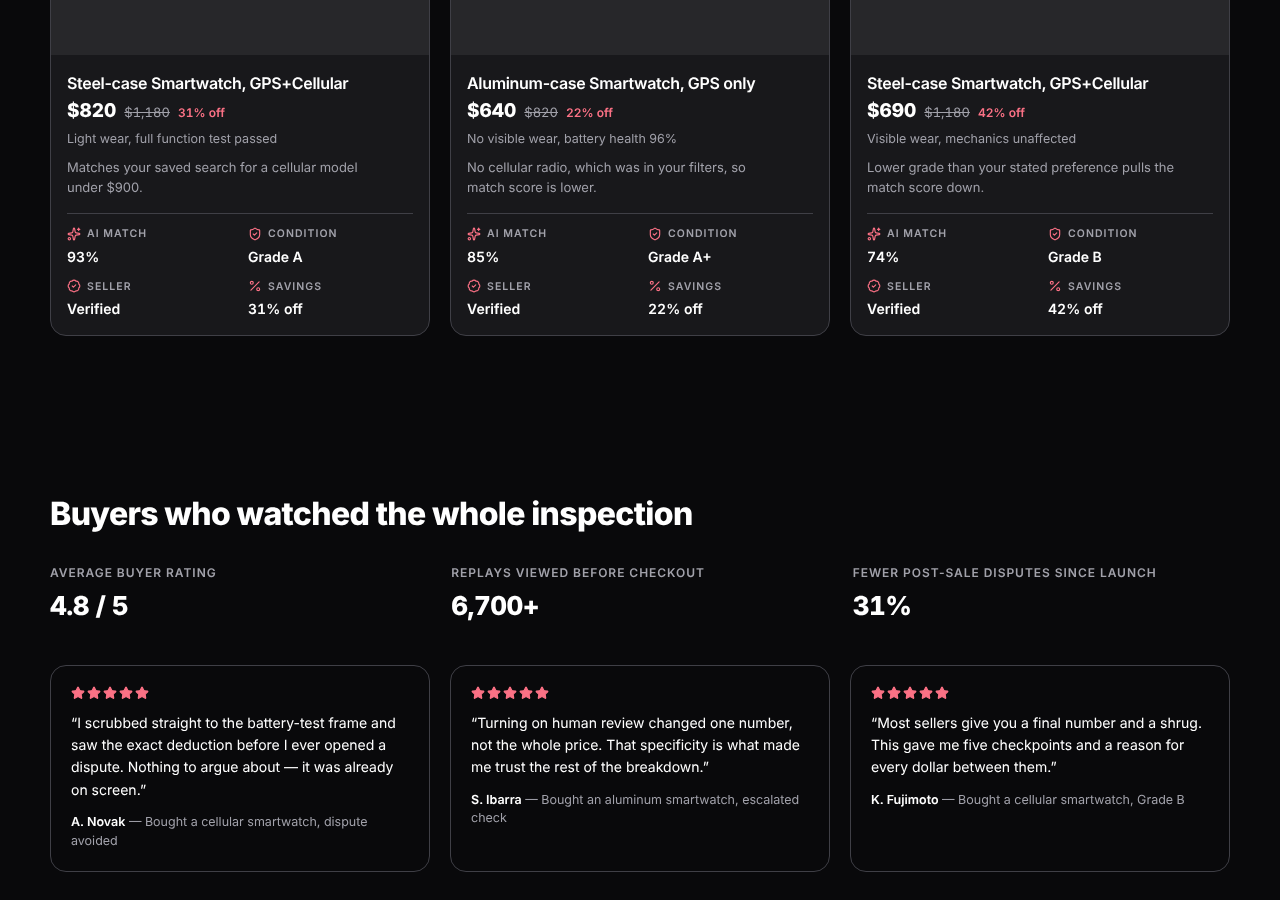 Steel-case Smartwatch, GPS+Cellular
$820 $1,180 31% off
Light wear, full function test passed
Matches your saved search for a cellular model
under $900.
AI MATCH
93%
CONDITION
Grade A
SELLER
Verified
SAVINGS
31% off
Aluminum-case Smartwatch, GPS only
$640 $820 22% off
No visible wear, battery health 96%
No cellular radio, which was in your filters, so
match score is lower.
AI MATCH
85%
CONDITION
Grade A+
SELLER
Verified
SAVINGS
22% off
Steel-case Smartwatch, GPS+Cellular
$690 $1,180 42% off
Visible wear, mechanics unaffected
Lower grade than your stated preference pulls the
match score down.
AI MATCH
74%
CONDITION
Grade B
SELLER
Verified
SAVINGS
42% off
Buyers who watched the whole inspection
AVERAGE BUYER RATING
4.8 / 5
REPLAYS VIEWED BEFORE CHECKOUT
6,700+
FEWER POST-SALE DISPUTES SINCE LAUNCH
31%
“I scrubbed straight to the battery-test frame and
saw the exact deduction before I ever opened a
dispute. Nothing to argue about — it was already
on screen.”
A. Novak — Bought a cellular smartwatch, dispute
avoided
“Turning on human review changed one number,
not the whole price. That specificity is what made
me trust the rest of the breakdown.”
S. Ibarra — Bought an aluminum smartwatch, escalated
check
“Most sellers give you a final number and a shrug.
This gave me five checkpoints and a reason for
every dollar between them.”
K. Fujimoto — Bought a cellular smartwatch, Grade B